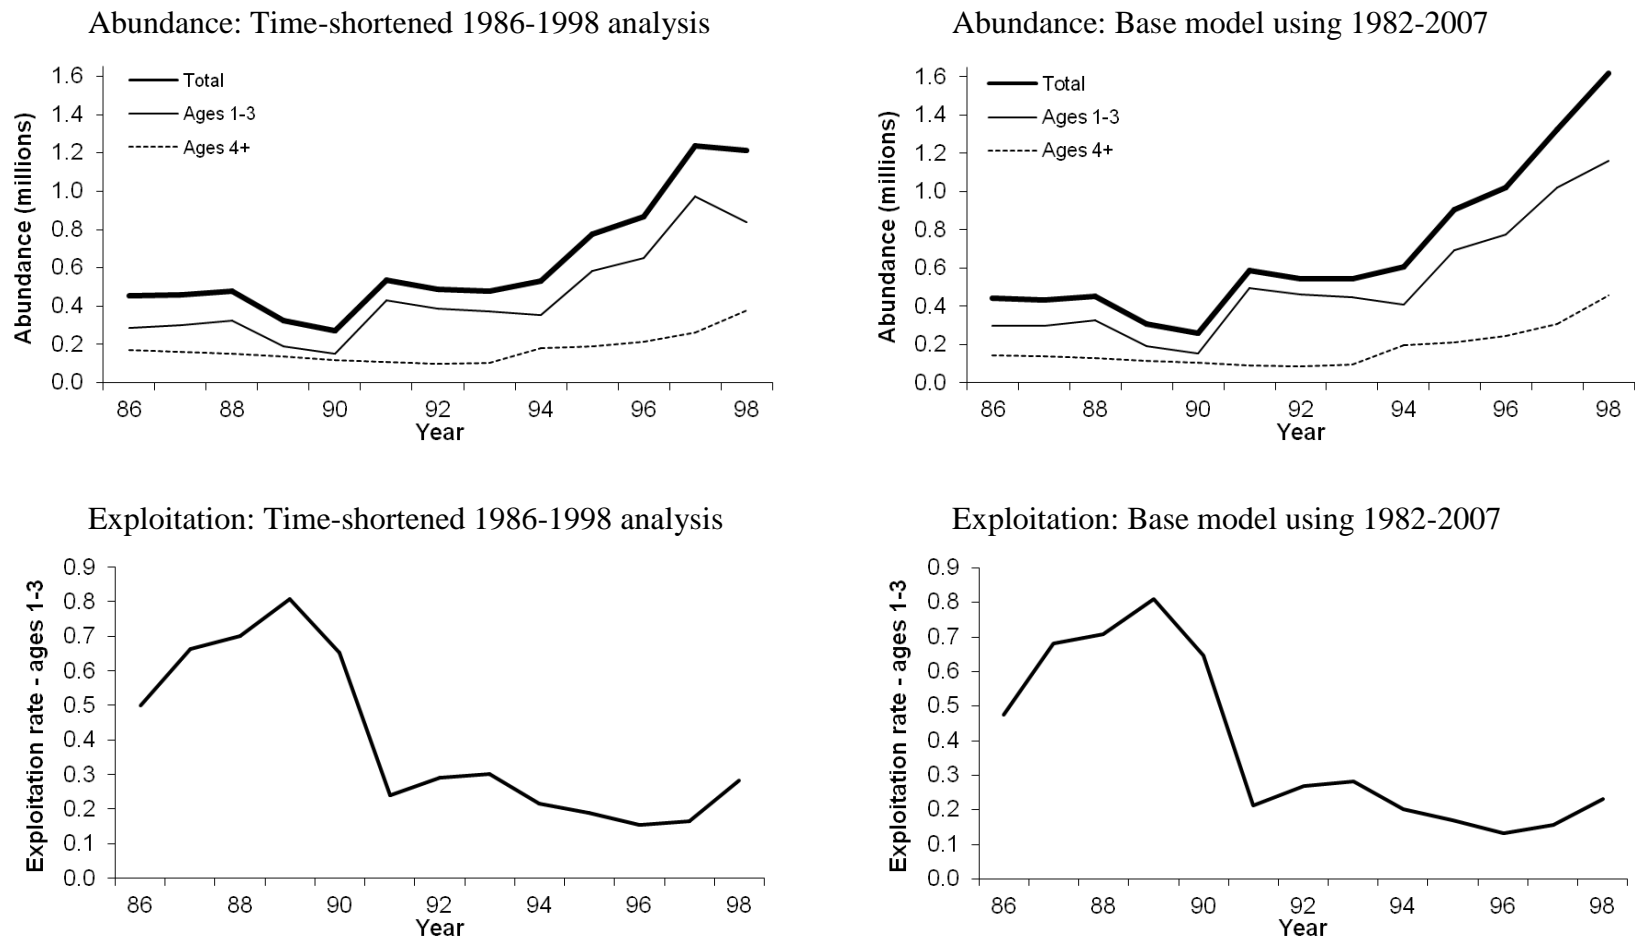 Abundance: Time-shortened 1986-1998 analysis
1.6
1.4
1.2
1.0
0.8
0.6
0.4
0.2
0.0
Abundance (millions)
Total
Ages 1-3
Ages 4+
86 88 90 92 94 96 98
Year
Abundance: Base model using 1982-2007
1.6
1.4
1.2
1.0
0.8
0.6
0.4
0.2
0.0
Abundance (millions)
Total
Ages 1-3
Ages 4+
86 88 90 92 94 96 98
Year
Exploitation: Time-shortened 1986-1998 analysis
0.9
0.8
0.7
0.6
0.5
0.4
0.3
0.2
0.1
0.0
Exploitation rate - ages 1-3
86 88 90 92 94 96 98
Year
Exploitation: Base model using 1982-2007
0.9
0.8
0.7
0.6
0.5
0.4
0.3
0.2
0.1
0.0
Exploitation rate - ages 1-3
86 88 90 92 94 96 98
Year